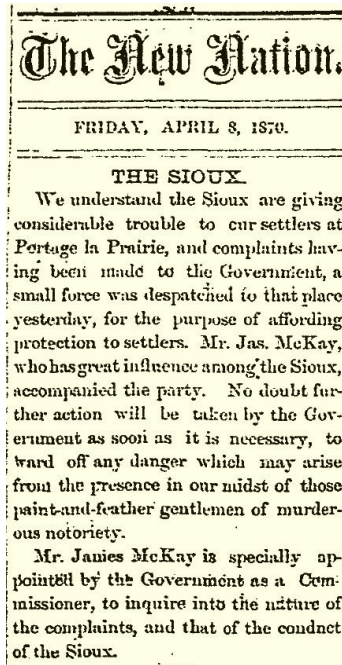 The New Nation.
FRIDAY, APRIL 8, 1870.
THE SIOUX.
We understand the Sioux are giving
considerable trouble to our settlers at
Portage la Prairie, and complaints hav-
ing been made to the Government, a
small force was despatched to that place
yesterday, for the purpose of affording
protection to settlers. Mr. Jas. McKay,
who has great influence among the Sioux,
accompanied the party. No doubt fur-
ther action will be taken by the Gov-
ernment as soon as it is necessary, to
ward off any danger which may arise
from the presence in our midst of those
paint-and-feather gentlemen of murder-
ous notoriety.
Mr. James McKay is specially ap-
pointed by the Government as a Com-
missioner, to inquire into the nature of
the complaints, and that of the conduct
of the Sioux.